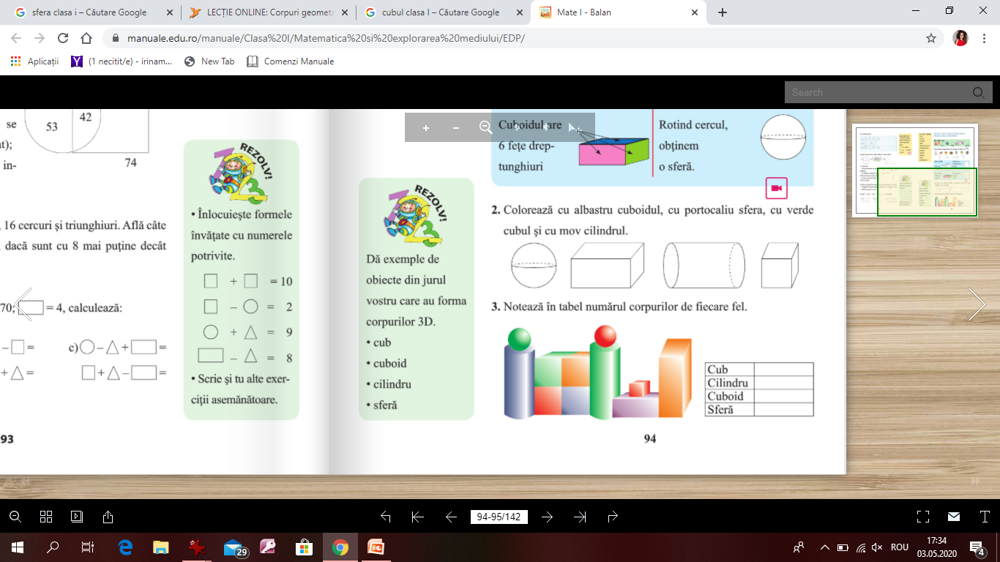 sfera clasa i – Căutare Google
LECȚIE ONLINE: Corpuri geometr
cubul clasa I – Căutare Google
Mate I - Balan
manuale.edu.ro/manuale/Clasa%20I/Matematica%20si%20explorarea%20mediului/EDP/
Aplicații
(1 necitit/e) - irinam...
New Tab
Comenzi Manuale
Search
se
in-
53
42
74
16 cercuri și triunghiuri. Află câte
dacă sunt cu 8 mai puține decât
70; = 4, calculează:
– □ =
c) ○ – △ + ▭ =
+ △ =
□ + △ – ▭ =
93
REZOLV!
• Înlocuiește formele
învățate cu numerele
potrivite.
□ + □ = 10
□ – ○ = 2
○ + △ = 9
▭ – △ = 8
• Scrie și tu alte exer-
ciții asemănătoare.
REZOLV!
Dă exemple de
obiecte din jurul
vostru care au forma
corpurilor 3D.
• cub
• cuboid
• cilindru
• sferă
Cuboidul are
6 fețe drep-
tunghiuri
Rotind cercul,
obținem
o sferă.
2. Colorează cu albastru cuboidul, cu portocaliu sfera, cu verde
cubul și cu mov cilindrul.
3. Notează în tabel numărul corpurilor de fiecare fel.
Cub
Cilindru
Cuboid
Sferă
94
94-95/142
29
ROU
17:34
03.05.2020
4